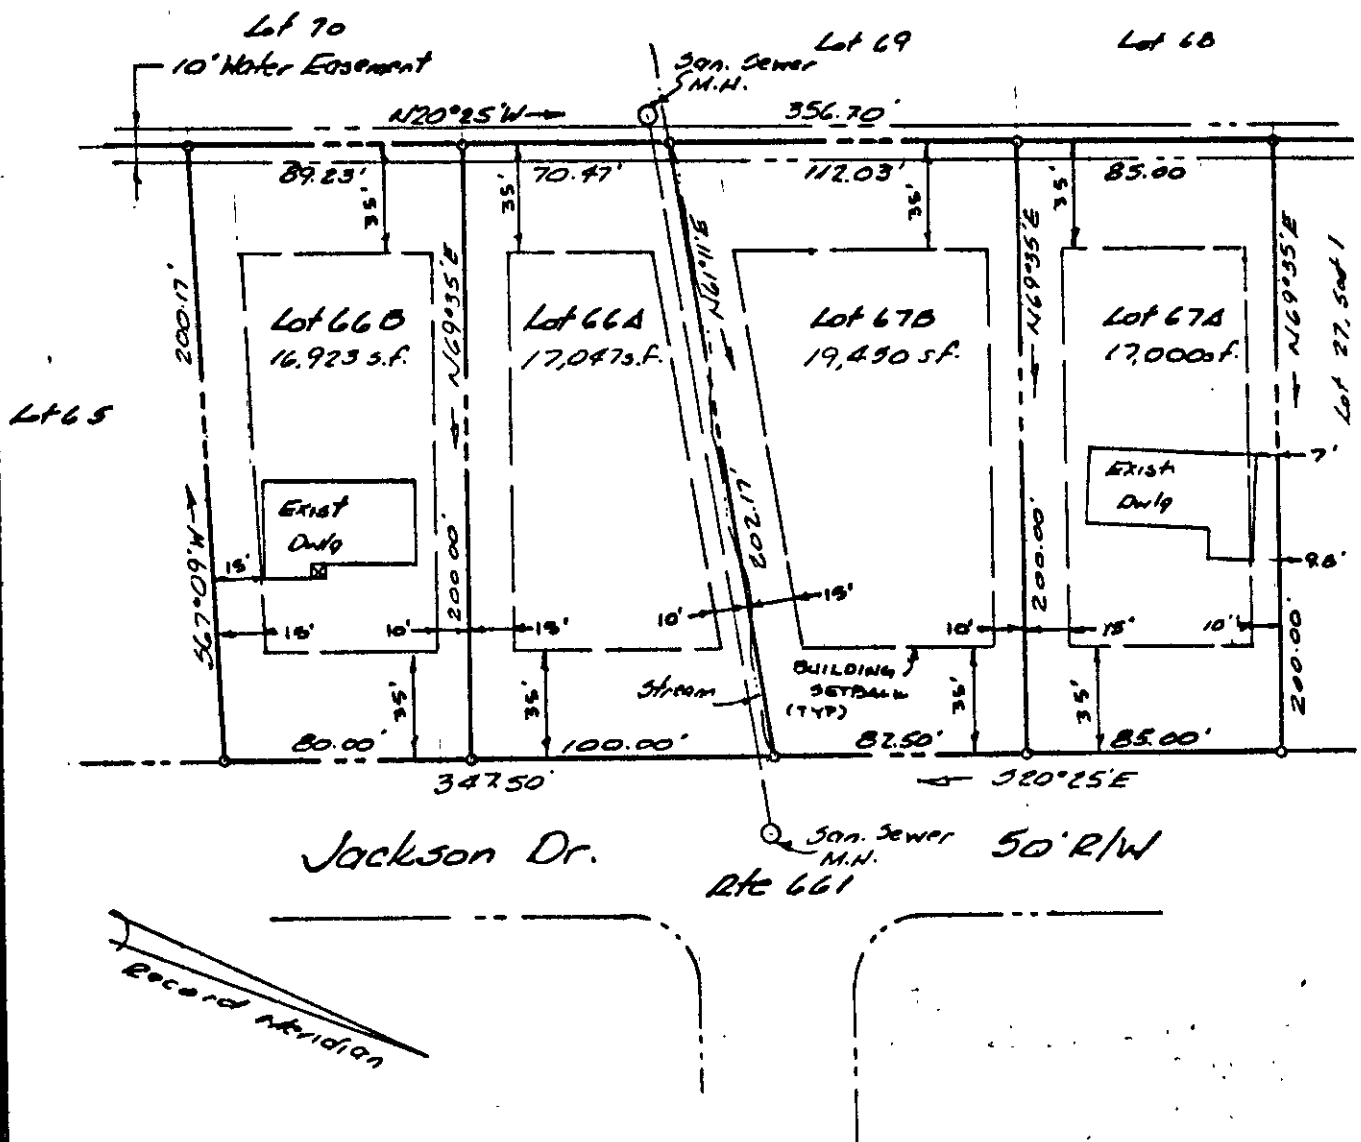 Lot 70
10' Water Easement
San. Sewer
M.H.
Lot 69
Lot 68
N20°25'W
356.70'
89.23'
70.47'
112.03'
85.00
35'
35'
35'
35'
200.17'
N69°35'E
N61°11'E
N69°35'E
N69°35'E
Lot 27, Sect 1
Lot 66B
16,923 s.f.
Lot 66A
17,047 s.f.
Lot 67B
19,450 s.f.
Lot 67A
17,000 s.f.
Lot 65
Exist
Dwlg
Exist
Dwlg
7'
9.8'
S67°09'W
200.00'
202.17'
200.00'
200.00'
15'
15'
10'
15'
10'
15'
10'
15'
10'
Stream
BUILDING
SETBACK
(TYP)
35'
35'
35'
35'
80.00'
100.00'
82.50'
85.00'
347.50'
S20°25'E
Jackson Dr.
San. Sewer
M.H.
50' R/W
Rte 661
Record Meridian